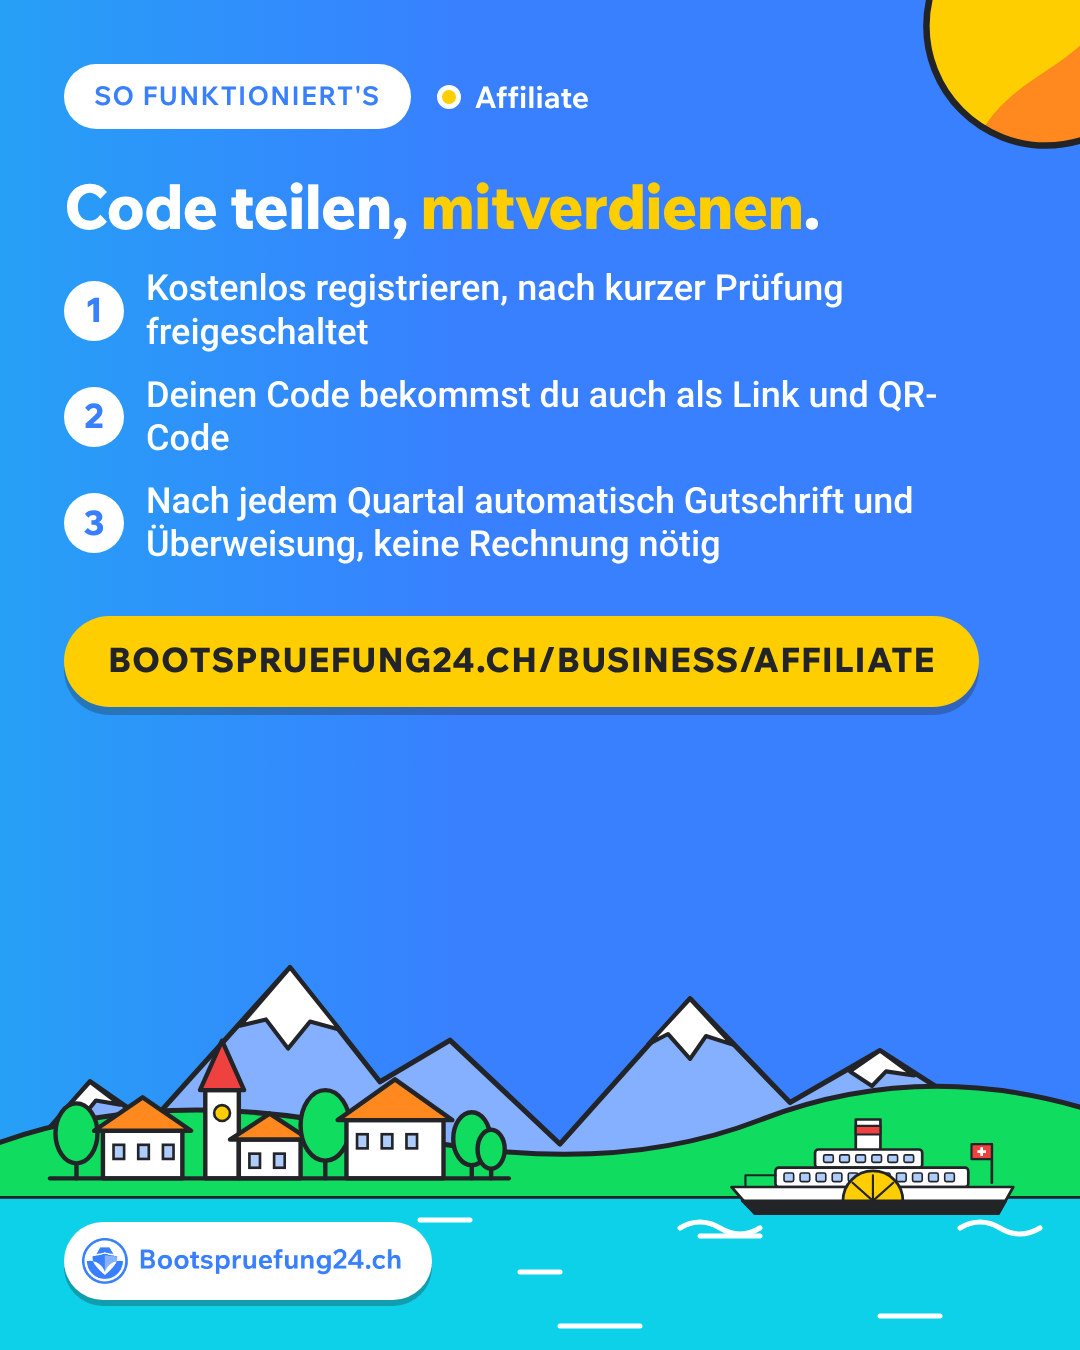 SO FUNKTIONIERT'S
Affiliate
Code teilen, mitverdienen.
1
Kostenlos registrieren, nach kurzer Prüfung
freigeschaltet
2
Deinen Code bekommst du auch als Link und QR-
Code
3
Nach jedem Quartal automatisch Gutschrift und
Überweisung, keine Rechnung nötig
BOOTSPRUEFUNG24.CH/BUSINESS/AFFILIATE
Bootspruefung24.ch